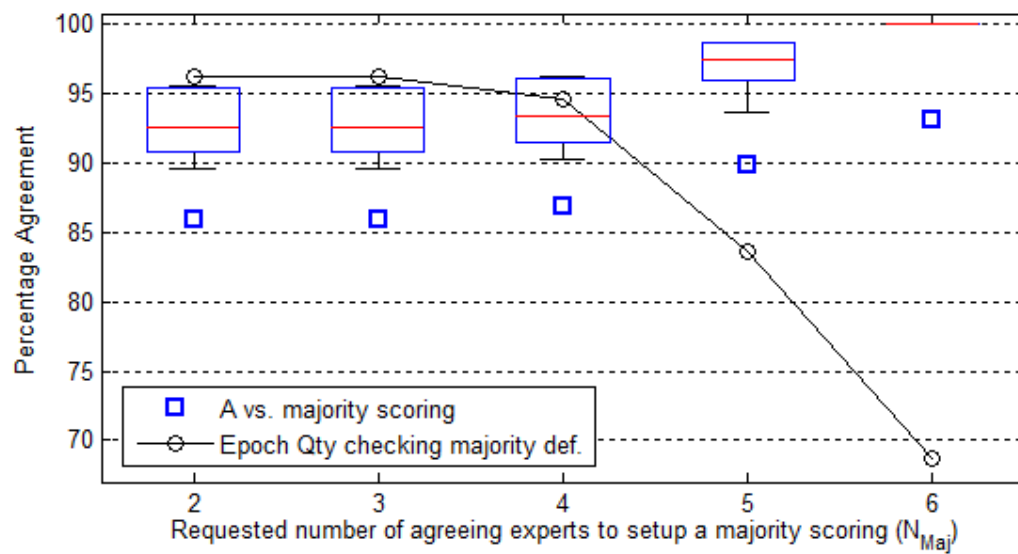 100
95
90
85
80
75
70
Percentage Agreement
A vs. majority scoring
Epoch Qty checking majority def.
2 3 4 5 6
Requested number of agreeing experts to setup a majority scoring (N_Maj)